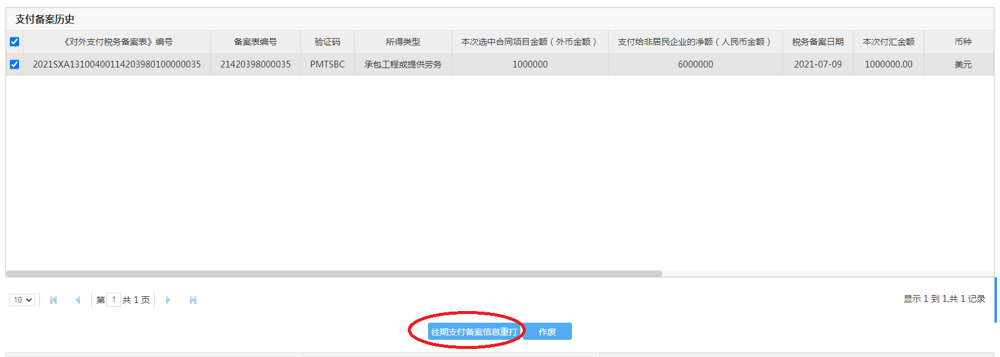 支付备案历史
《对外支付税务备案表》编号 备案表编号 验证码 所得类型 本次选中合同项目金额（外币金额） 支付给非居民企业的净额（人民币金额） 税务备案日期 本次付汇金额 币种
2021SXA13100400114203980100000035 21420398000035 PMTSBC 承包工程或提供劳务 1000000 6000000 2021-07-09 1000000.00 美元
10 第 1 共 1 页 显示 1 到 1,共 1 记录
往期支付备案信息重打 作废